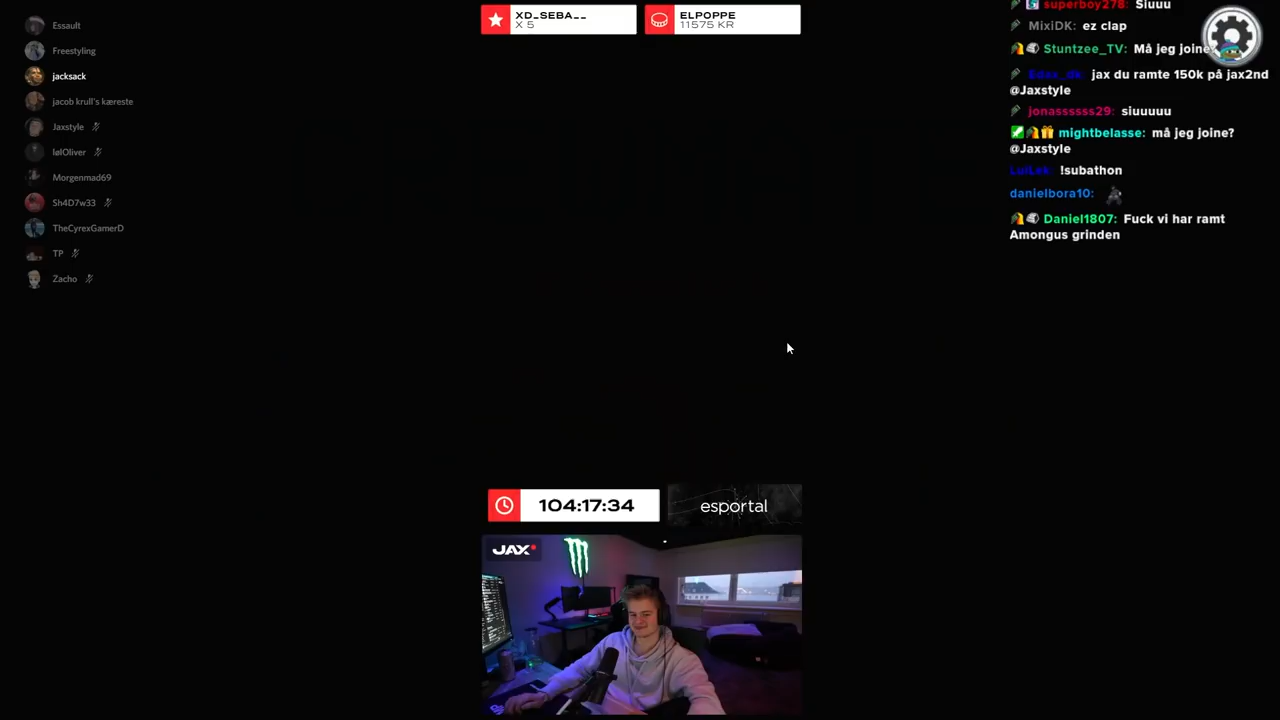 Essault
Freestyling
jacksack
jacob krull's kæreste
Jaxstyle
lølOliver
Morgenmad69
Sh4D7w33
TheCyrexGamerD
TP
Zacho
XD_SEBA__
X 5
ELPOPPE
11575 KR
superboy278: Siuuu
MixiDK: ez clap
Stuntzee_TV: Må jeg joine
jax du ramte 150k på jax2nd
@Jaxstyle
jonassssss29: siuuuuu
mightbelasse: må jeg joine?
@Jaxstyle
!subathon
danielbora10:
Daniel1807: Fuck vi har ramt
Amongus grinden
104:17:34
esportal
JAX